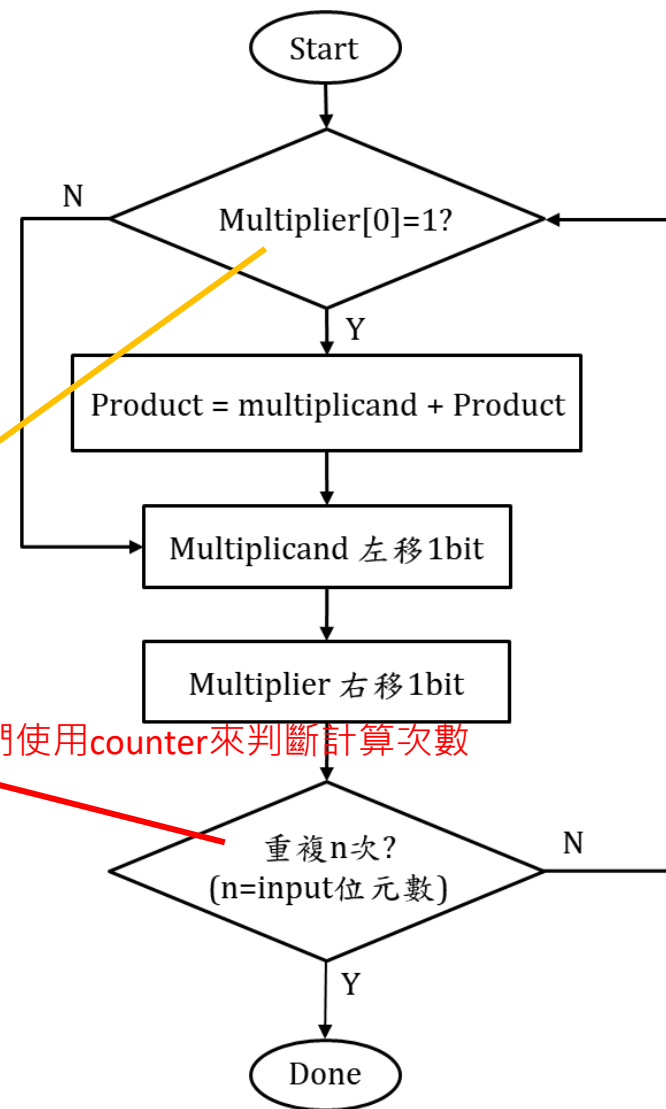 Start
N
Multiplier[0]=1?
Y
Product = multiplicand + Product
Multiplicand 左移1bit
Multiplier 右移1bit
使用counter來判斷計算次數
重複n次?
N
(n=input位元數)
Y
Done